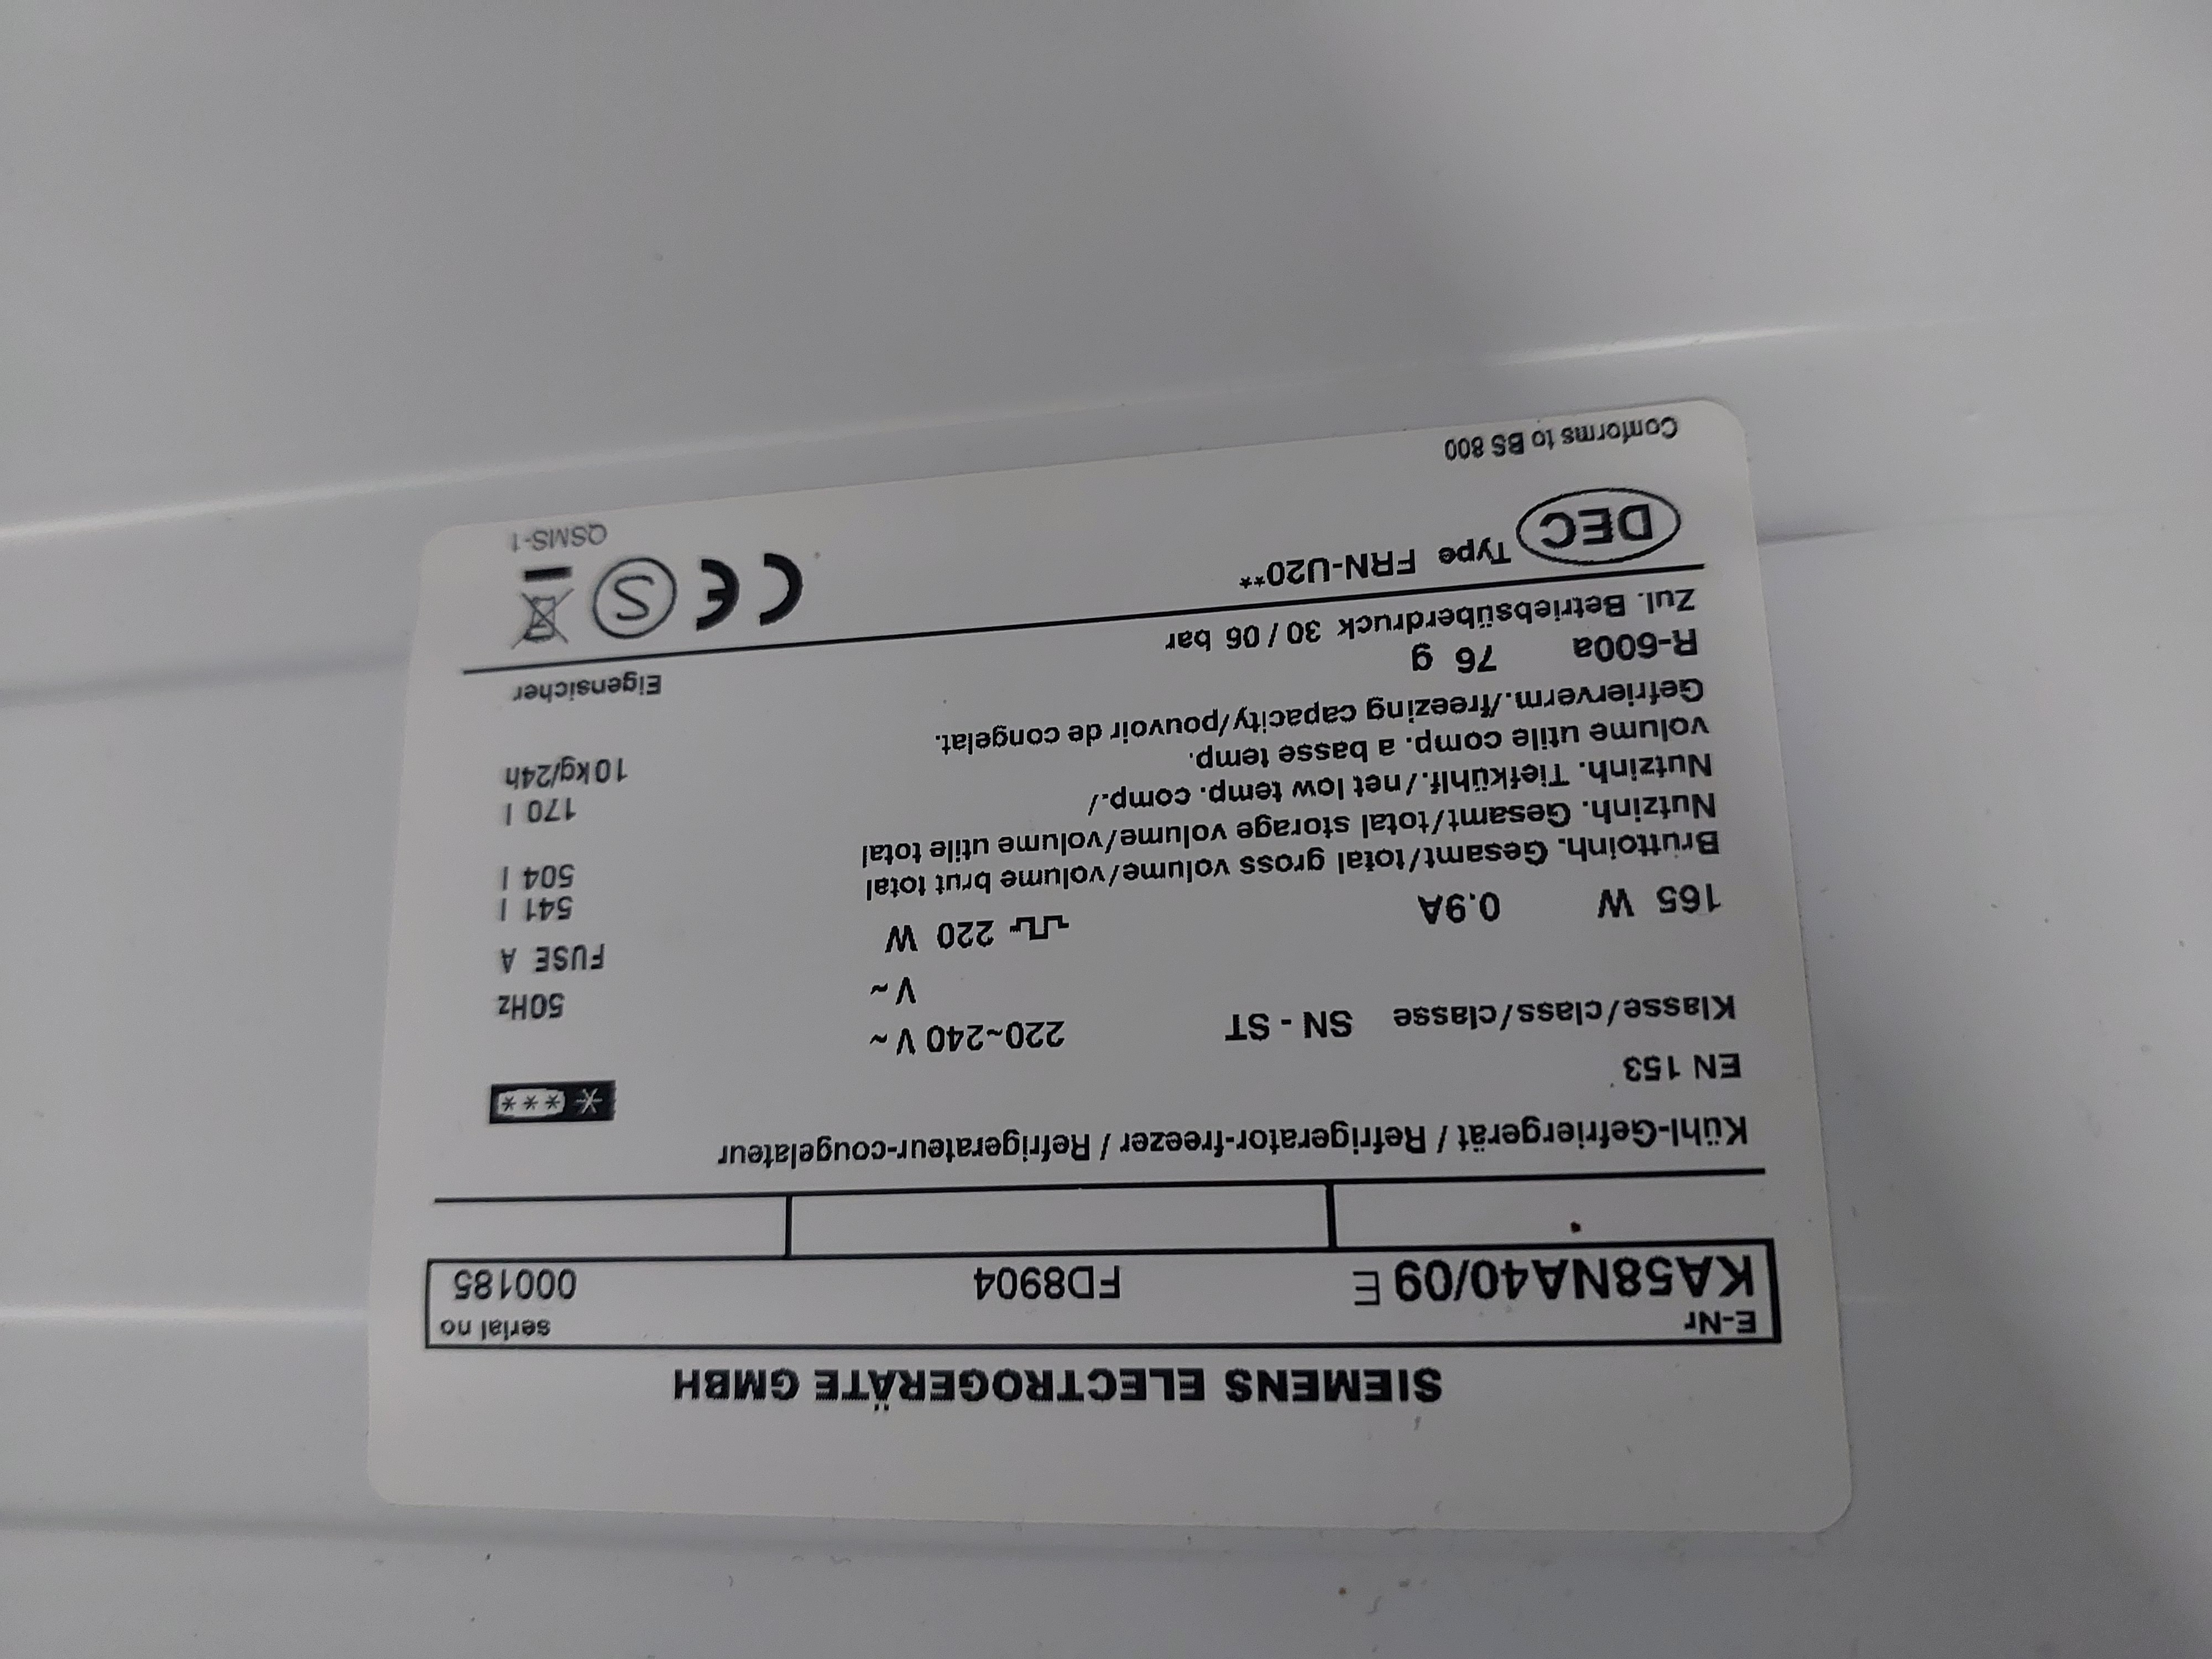 SIEMENS ELECTROGERÄTE GMBH
E-Nr serial no
KA58NA40/09 E FD8904 000185
Kühl-Gefriergerät / Refrigerator-freezer / Refrigerateur-cougelateur
EN 153 * ***
Klasse/class/classe SN - ST 220~240 V ~ 50Hz
V ~
165 W 0.9A 220 W FUSE A
Bruttoinh. Gesamt/total gross volume/volume brut total 541 l
Nutzinh. Gesamt/total storage volume/volume utile total 504 l
Nutzinh. Tiefkühlf./net low temp. comp./
volume utile comp. a basse temp. 170 l
Gefrierverm./freezing capacity/pouvoir de congelat. 10kg/24h
R-600a 76 g
Zul. Betriebsüberdruck 30 / 06 bar Eigensicher
DEC Type FRN-U20** CE S
QSMS-1
Conforms to BS 800